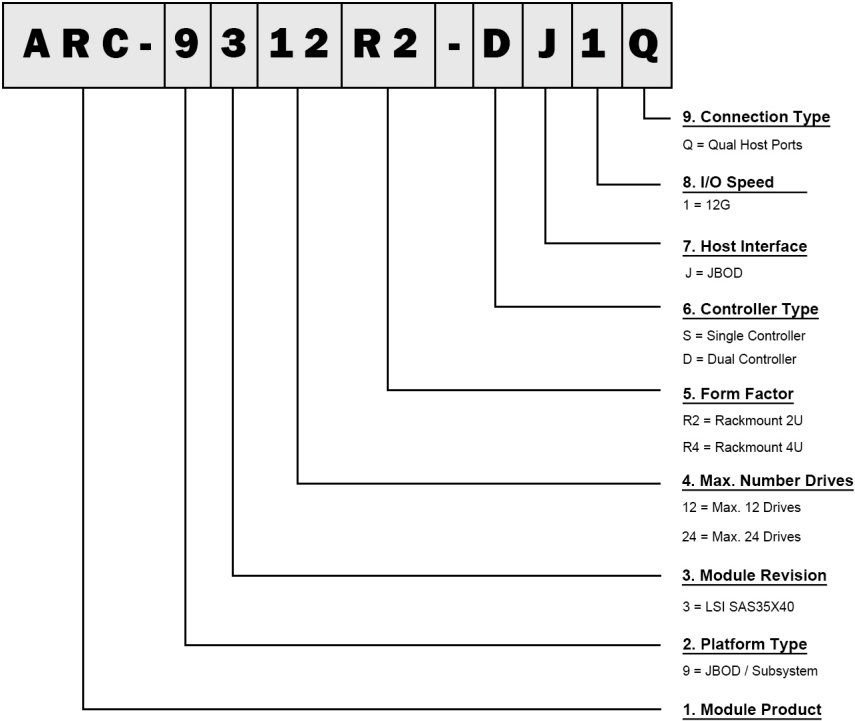 ARC-9312R2-DJ1Q
9. Connection Type
Q = Qual Host Ports
8. I/O Speed
1 = 12G
7. Host Interface
J = JBOD
6. Controller Type
S = Single Controller
D = Dual Controller
5. Form Factor
R2 = Rackmount 2U
R4 = Rackmount 4U
4. Max. Number Drives
12 = Max. 12 Drives
24 = Max. 24 Drives
3. Module Revision
3 = LSI SAS35X40
2. Platform Type
9 = JBOD / Subsystem
1. Module Product